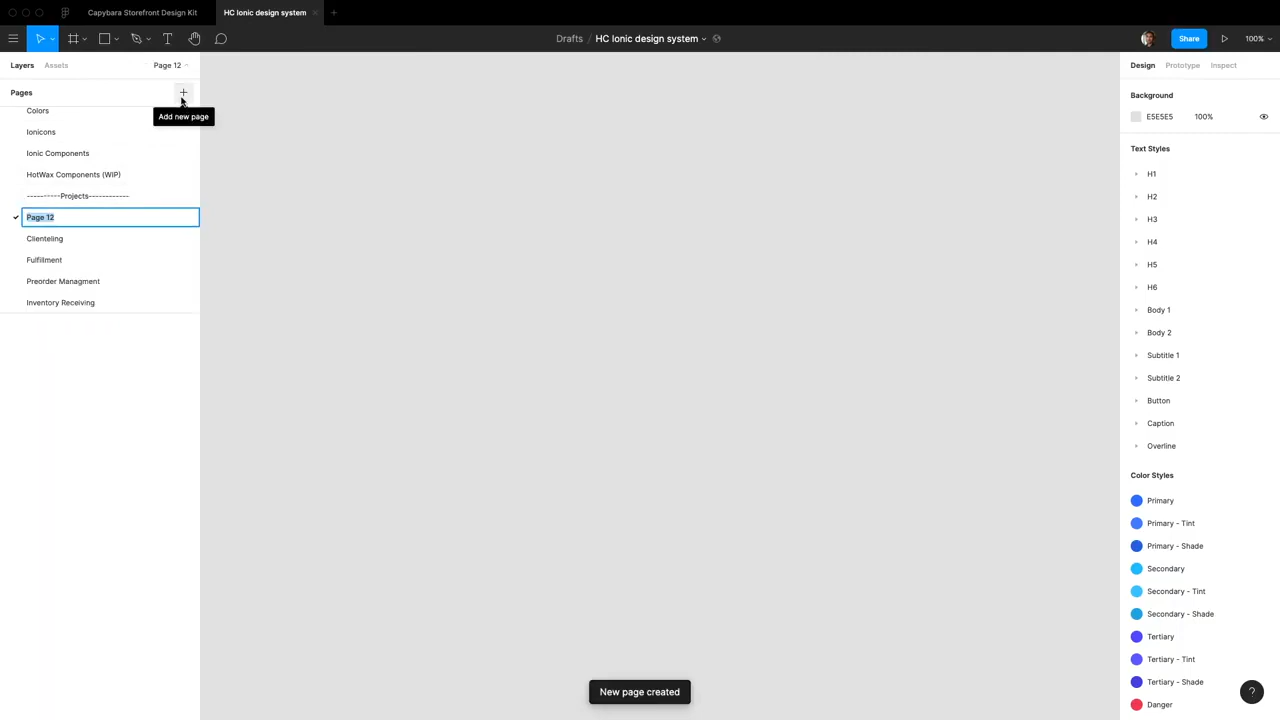 Capybara Storefront Design Kit
HC Ionic design system
Drafts / HC Ionic design system
Share
100%
Layers
Assets
Page 12
Pages
Add new page
Colors
Ionicons
Ionic Components
HotWax Components (WIP)
----------Projects------------
Page 12
Clienteling
Fulfillment
Preorder Managment
Inventory Receiving
New page created
Design
Prototype
Inspect
Background
E5E5E5
100%
Text Styles
H1
H2
H3
H4
H5
H6
Body 1
Body 2
Subtitle 1
Subtitle 2
Button
Caption
Overline
Color Styles
Primary
Primary - Tint
Primary - Shade
Secondary
Secondary - Tint
Secondary - Shade
Tertiary
Tertiary - Tint
Tertiary - Shade
Danger
?